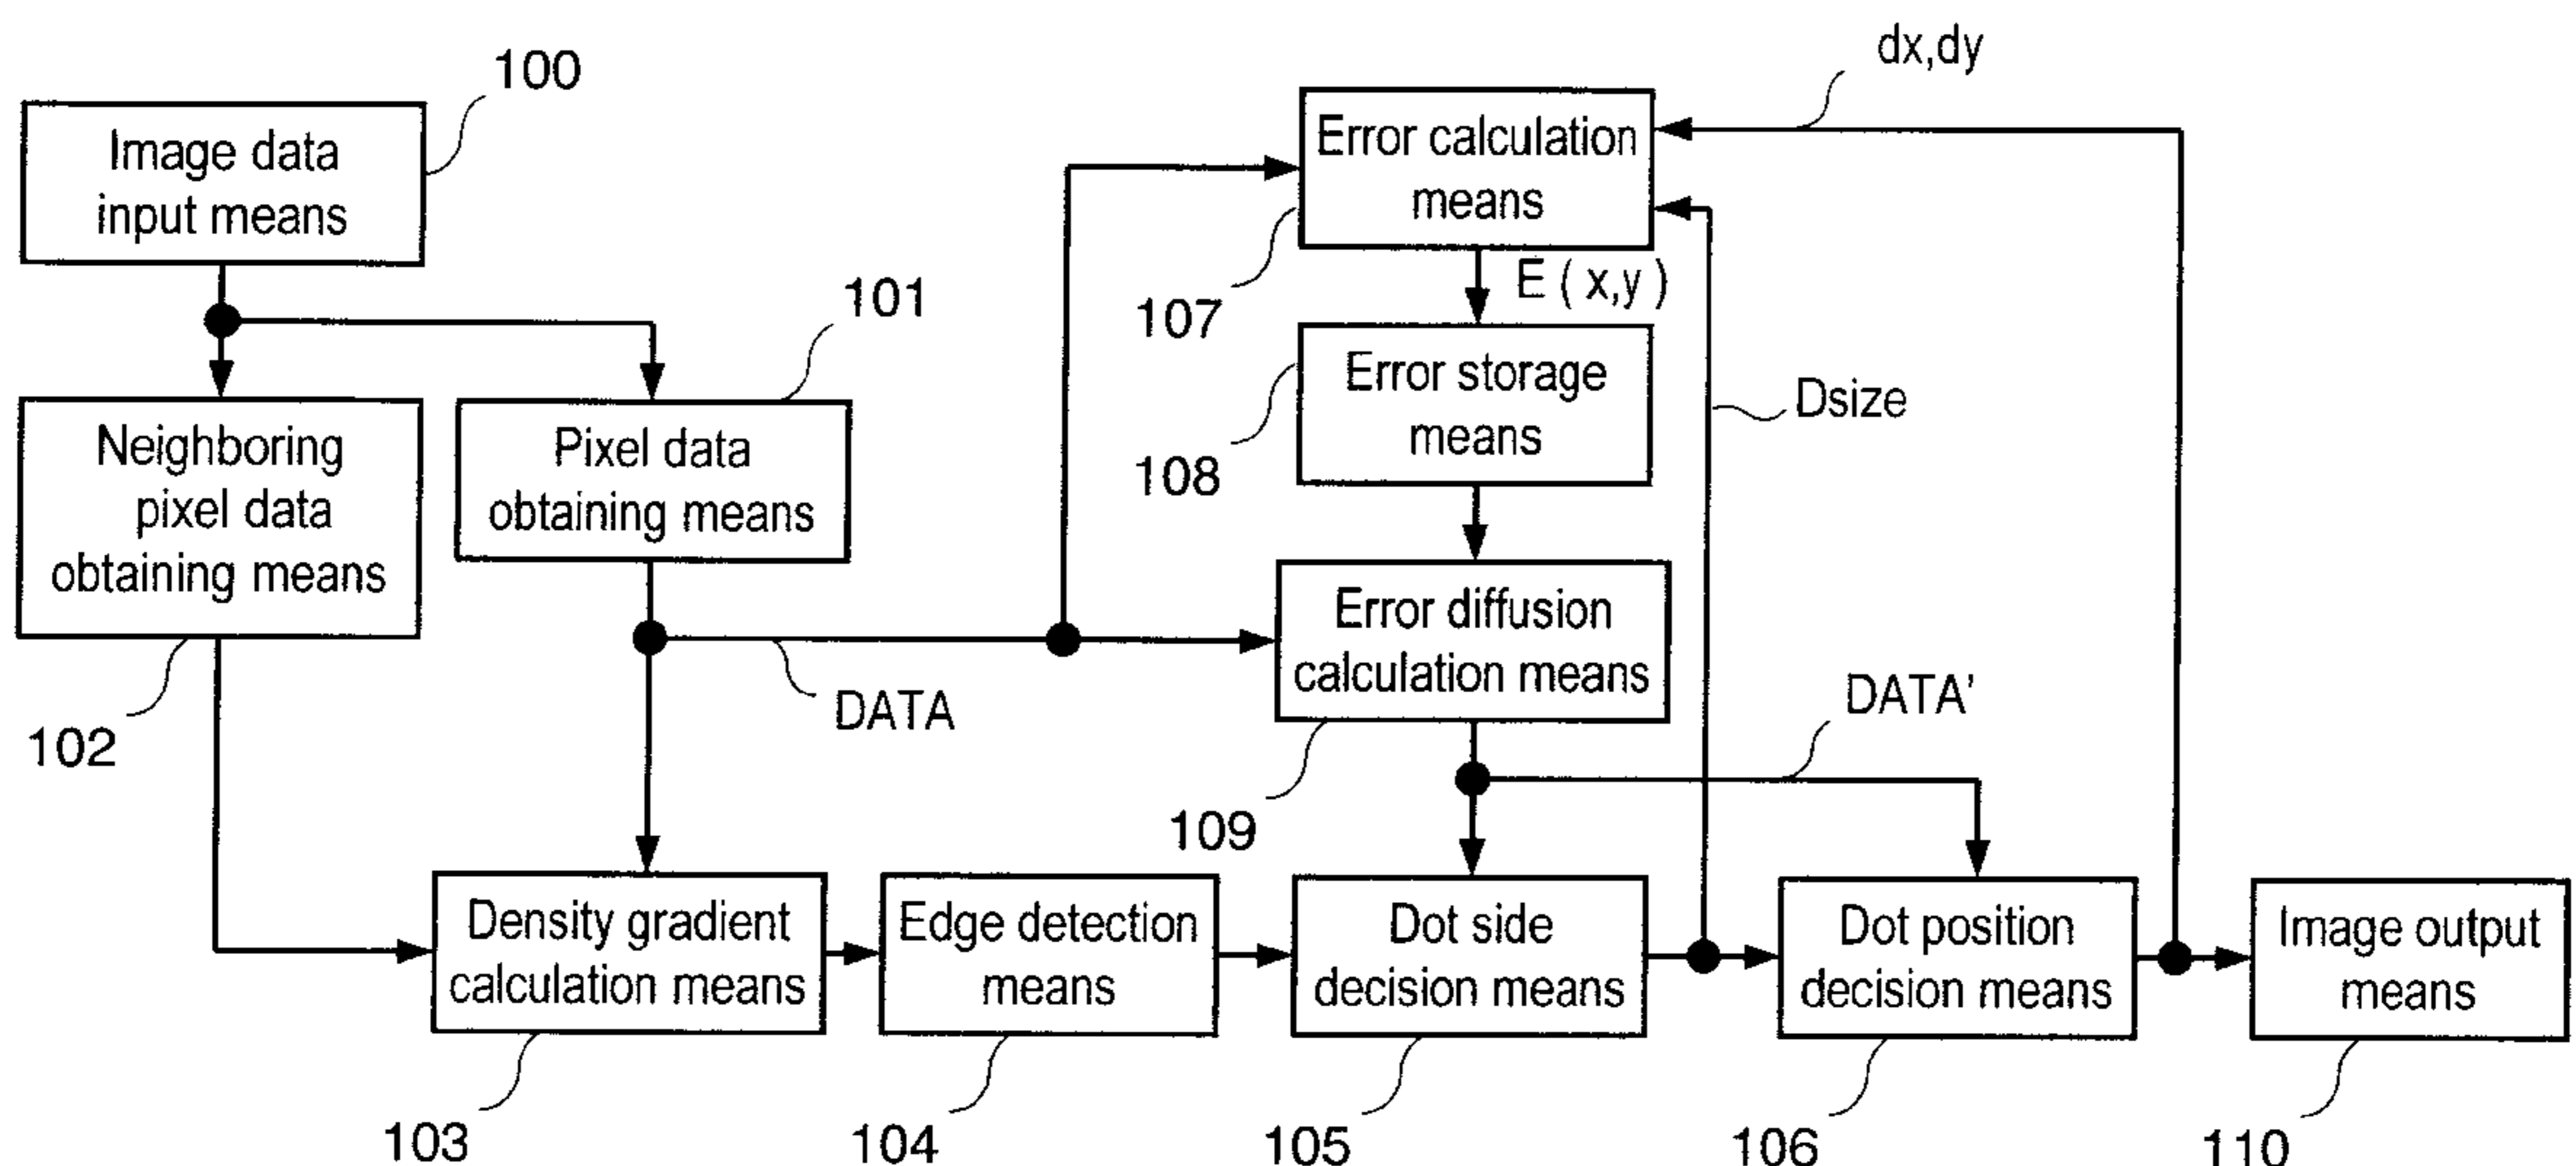 100
Image data
input means
101
Neighboring
pixel data
obtaining means
102
Pixel data
obtaining means
DATA
dx,dy
Error calculation
means
107
E ( x,y )
Error storage
means
108
Dsize
Error diffusion
calculation means
109
DATA'
Density gradient
calculation means
103
Edge detection
means
104
Dot side
decision means
105
Dot position
decision means
106
Image output
means
110